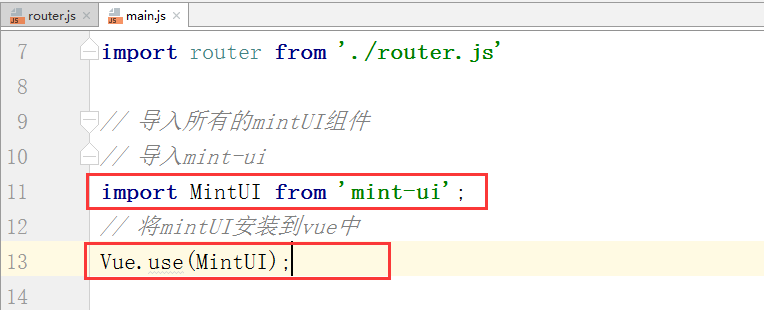 router.js × main.js ×
7 import router from './router.js'
8
9 // 导入所有的mintUI组件
10 // 导入mint-ui
11 import MintUI from 'mint-ui';
12 // 将mintUI安装到vue中
13 Vue.use(MintUI);
14